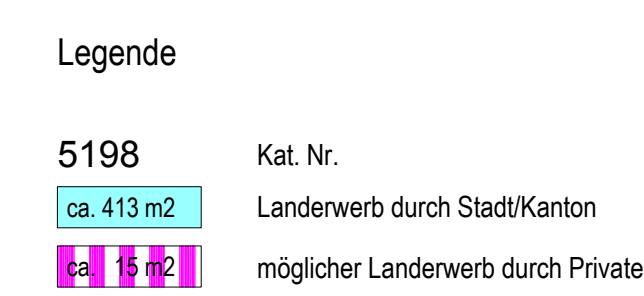 Legende
5198 Kat. Nr.
ca. 413 m2 Landerwerb durch Stadt/Kanton
ca. 15 m2 möglicher Landerwerb durch Private